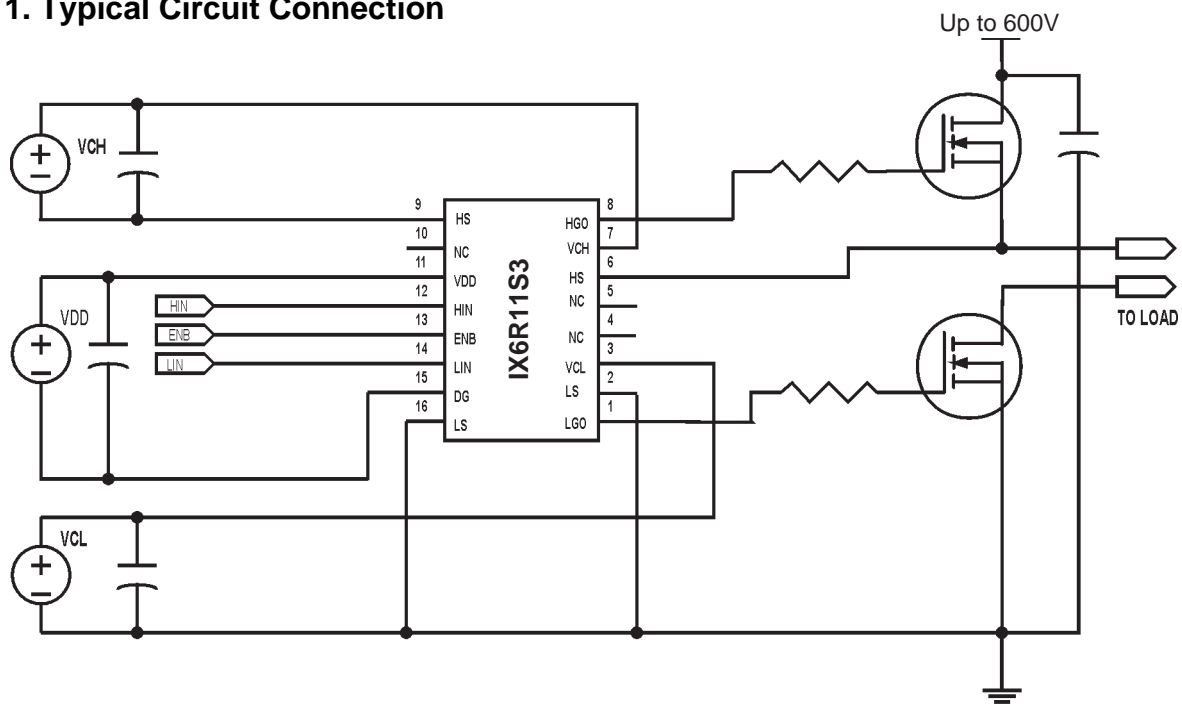 1. Typical Circuit Connection
Up to 600V
VCH
+
−
9
HS
10
NC
11
VDD
12
HIN
13
ENB
14
LIN
15
DG
16
LS
IX6R11S3
8
HGO
7
VCH
6
HS
5
NC
4
NC
3
VCL
2
LS
1
LGO
VDD
+
−
HIN
ENB
LIN
TO LOAD
VCL
+
−